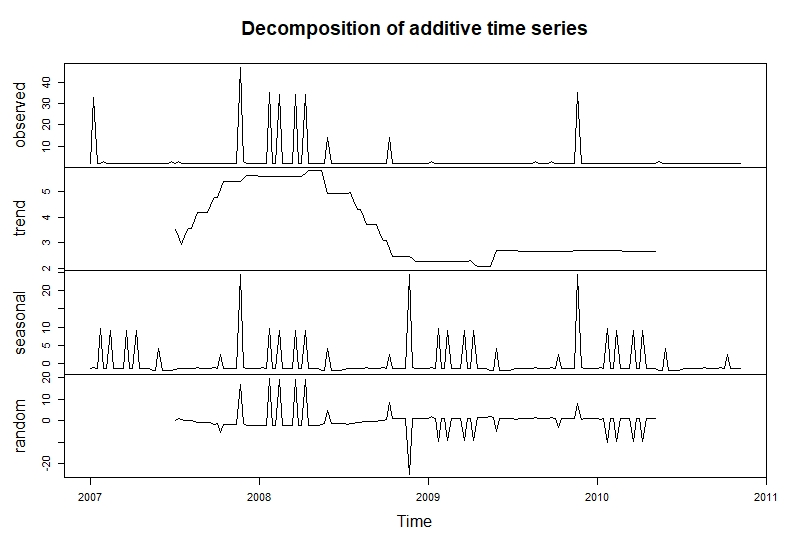 Decomposition of additive time series
observed
10 20 30 40
trend
2 3 4 5
seasonal
0 5 10 20
random
-20 0 10 20
2007 2008 2009 2010 2011
Time